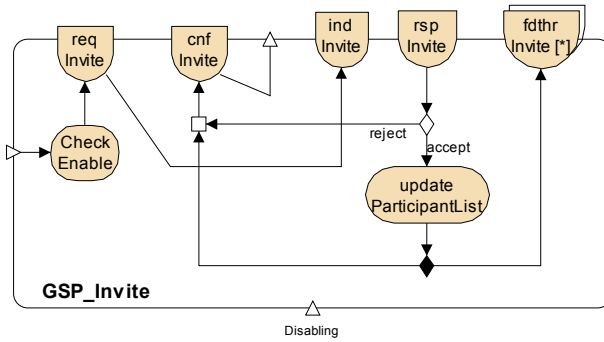 req
Invite
cnf
Invite
ind
Invite
rsp
Invite
fdthr
Invite [*]
Check
Enable
reject
accept
update
ParticipantList
GSP_Invite
Disabling